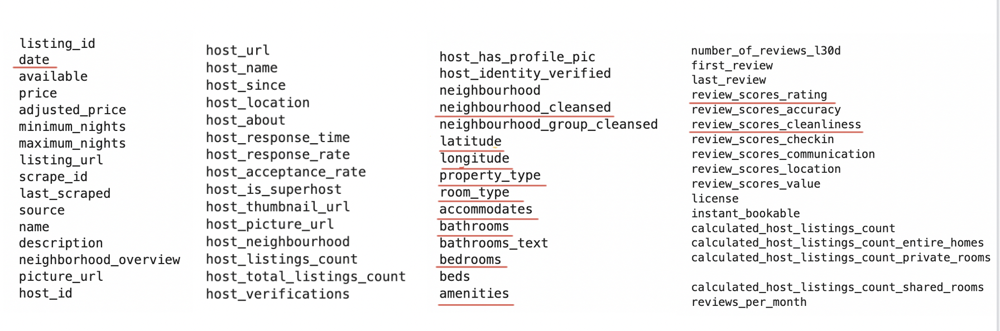 listing_id
date
available
price
adjusted_price
minimum_nights
maximum_nights
listing_url
scrape_id
last_scraped
source
name
description
neighborhood_overview
picture_url
host_id
host_url
host_name
host_since
host_location
host_about
host_response_time
host_response_rate
host_acceptance_rate
host_is_superhost
host_thumbnail_url
host_picture_url
host_neighbourhood
host_listings_count
host_total_listings_count
host_verifications
host_has_profile_pic
host_identity_verified
neighbourhood
neighbourhood_cleansed
neighbourhood_group_cleansed
latitude
longitude
property_type
room_type
accommodates
bathrooms
bathrooms_text
bedrooms
beds
amenities
number_of_reviews_l30d
first_review
last_review
review_scores_rating
review_scores_accuracy
review_scores_cleanliness
review_scores_checkin
review_scores_communication
review_scores_location
review_scores_value
license
instant_bookable
calculated_host_listings_count
calculated_host_listings_count_entire_homes
calculated_host_listings_count_private_rooms
calculated_host_listings_count_shared_rooms
reviews_per_month